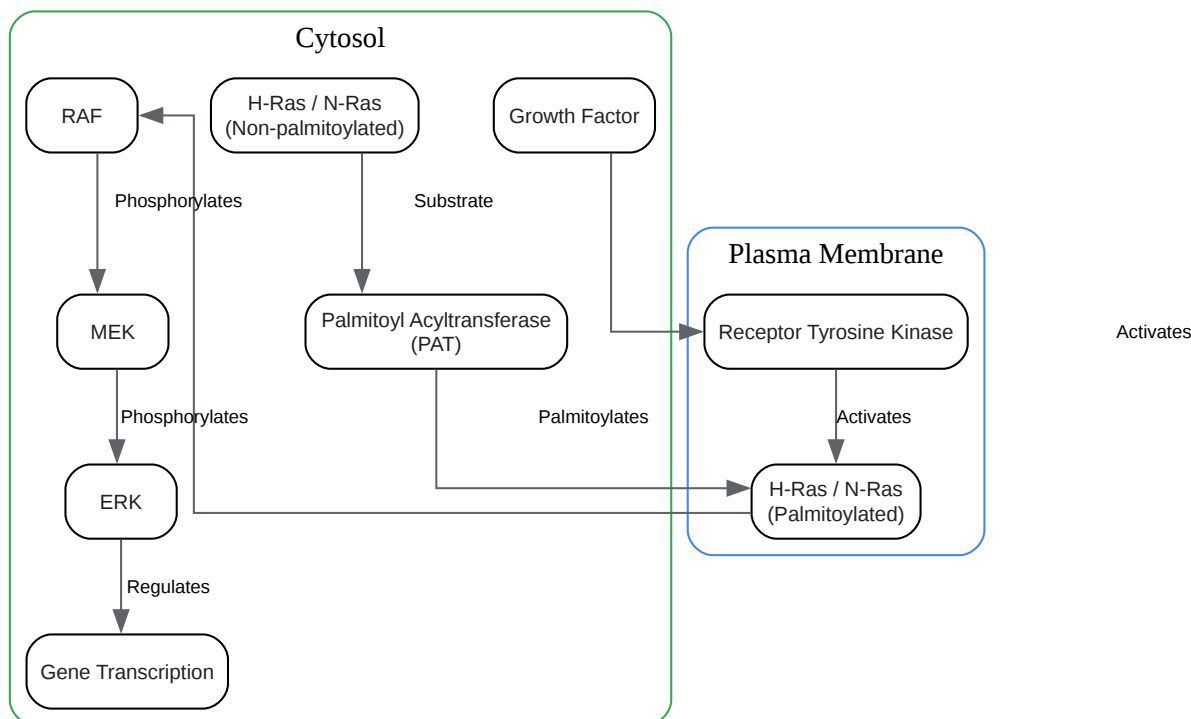 Cytosol
RAF
H-Ras / N-Ras
(Non-palmitoylated)
Growth Factor
Phosphorylates
Substrate
Plasma Membrane
MEK
Palmitoyl Acyltransferase
(PAT)
Receptor Tyrosine Kinase
Activates
Phosphorylates
Palmitoylates
Activates
ERK
H-Ras / N-Ras
(Palmitoylated)
Regulates
Gene Transcription